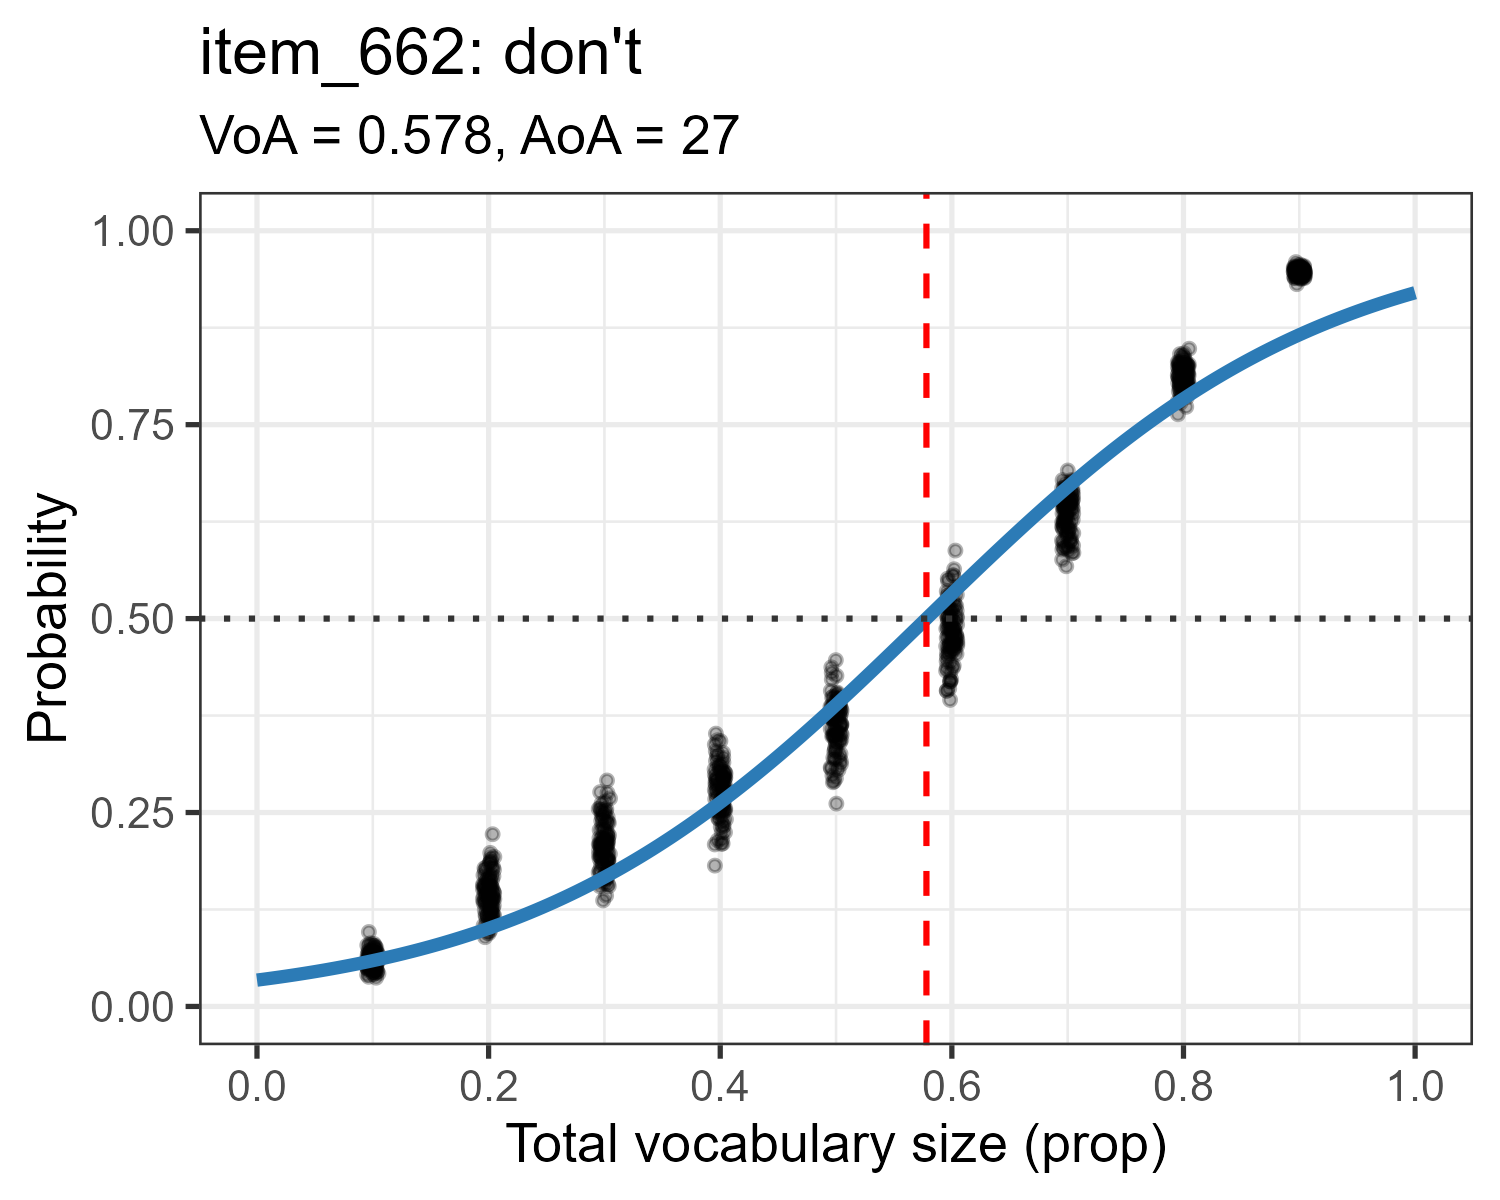 item_662: don't
VoA = 0.578, AoA = 27
1.00
0.75
0.50
0.25
0.00
Probability
0.0 0.2 0.4 0.6 0.8 1.0
Total vocabulary size (prop)